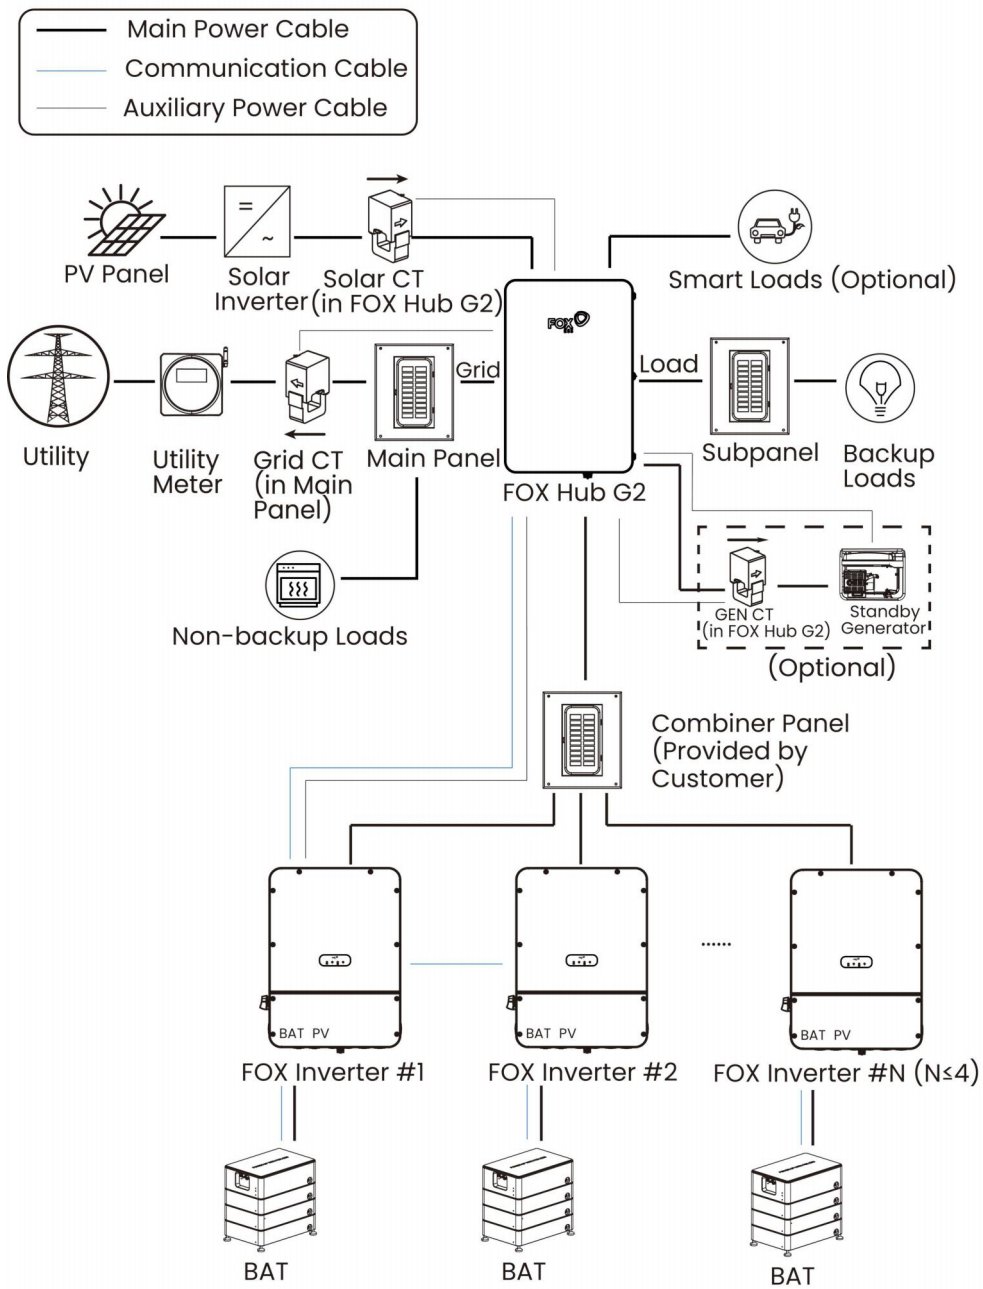 Main Power Cable
Communication Cable
Auxiliary Power Cable
PV Panel
Solar
Inverter
Solar CT
(in FOX Hub G2)
Smart Loads (Optional)
FOX
Utility
Utility
Meter
Grid CT
(in Main
Panel)
Main Panel
Grid
FOX Hub G2
Load
Subpanel
Backup
Loads
Non-backup Loads
GEN CT
(in FOX Hub G2)
Standby
Generator
(Optional)
Combiner Panel
(Provided by
Customer)
BAT PV
BAT PV
......
BAT PV
FOX Inverter #1
FOX Inverter #2
FOX Inverter #N (N≤4)
BAT
BAT
BAT